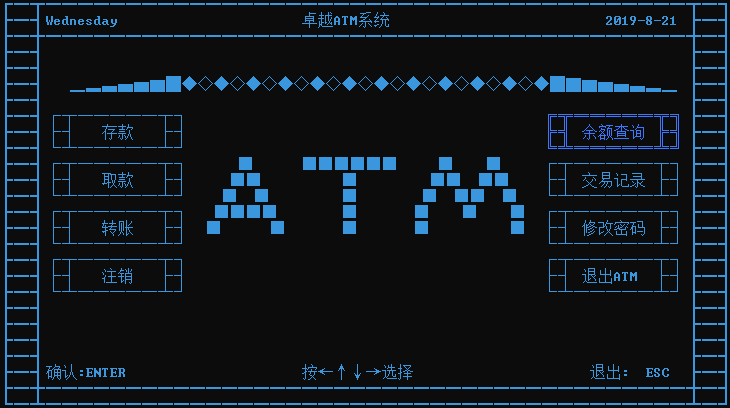 Wednesday 卓越ATM系统 2019-8-21
存款 余额查询
取款 交易记录
转账 修改密码
注销 退出ATM
ATM
确认:ENTER 按←↑↓→选择 退出: ESC